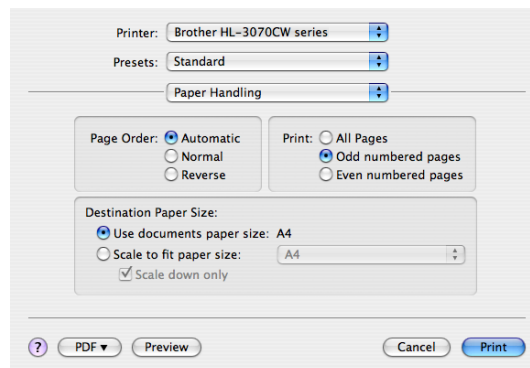 Printer: Brother HL-3070CW series
Presets: Standard
Paper Handling
Page Order: Automatic
Normal
Reverse
Print: All Pages
Odd numbered pages
Even numbered pages
Destination Paper Size:
Use documents paper size: A4
Scale to fit paper size: A4
Scale down only
? PDF▼ Preview Cancel Print